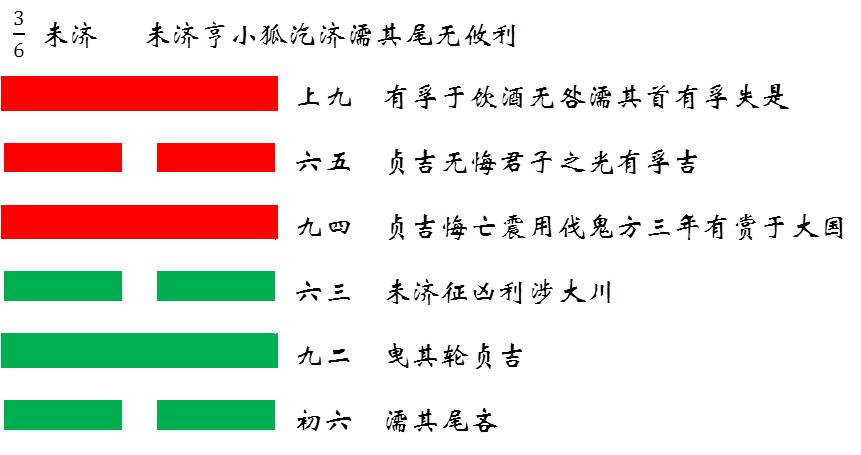 3/6 未济 未济亨小狐汔济濡其尾无攸利
上九 有孚于饮酒无咎濡其首有孚失是
六五 贞吉无悔君子之光有孚吉
九四 贞吉悔亡震用伐鬼方三年有赏于大国
六三 未济征凶利涉大川
九二 曳其轮贞吉
初六 濡其尾吝